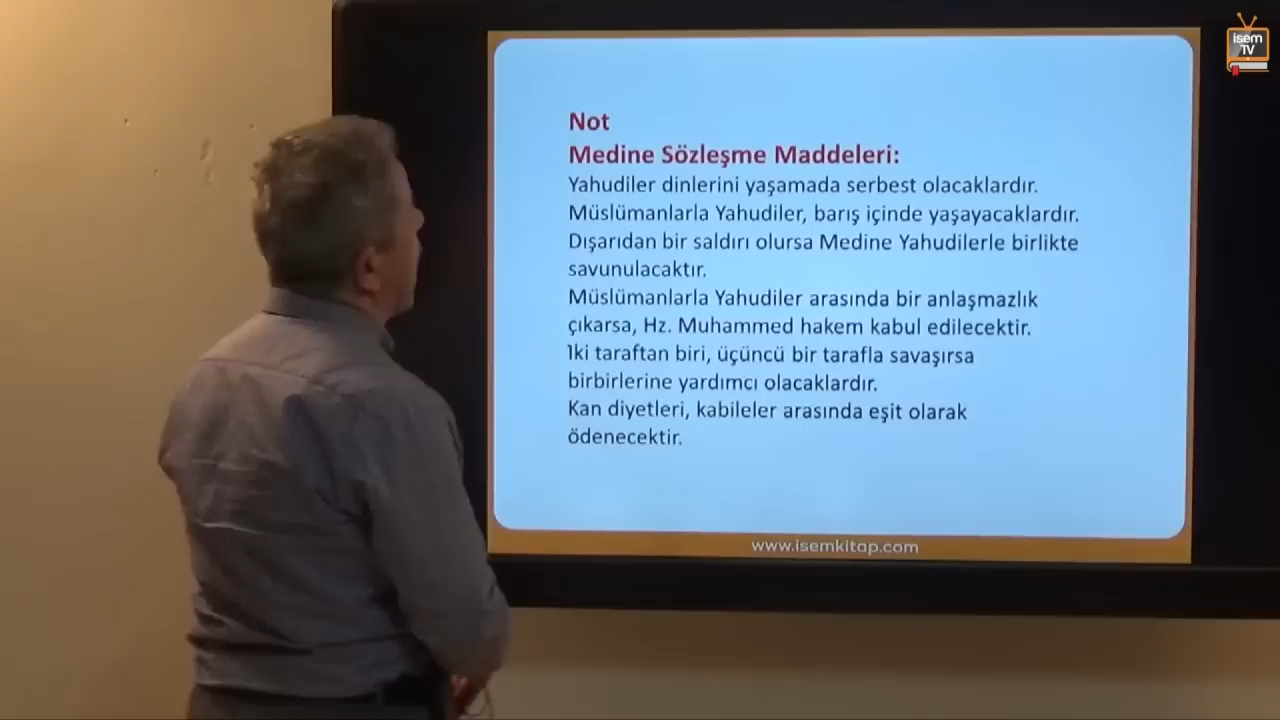 isem
TV
Not
Medine Sözleşme Maddeleri:
Yahudiler dinlerini yaşamada serbest olacaklardır.
Müslümanlarla Yahudiler, barış içinde yaşayacaklardır.
Dışarıdan bir saldırı olursa Medine Yahudilerle birlikte
savunulacaktır.
Müslümanlarla Yahudiler arasında bir anlaşmazlık
çıkarsa, Hz. Muhammed hakem kabul edilecektir.
İki taraftan biri, üçüncü bir tarafla savaşırsa
birbirlerine yardımcı olacaklardır.
Kan diyetleri, kabileler arasında eşit olarak
ödenecektir.
www.isemkitap.com